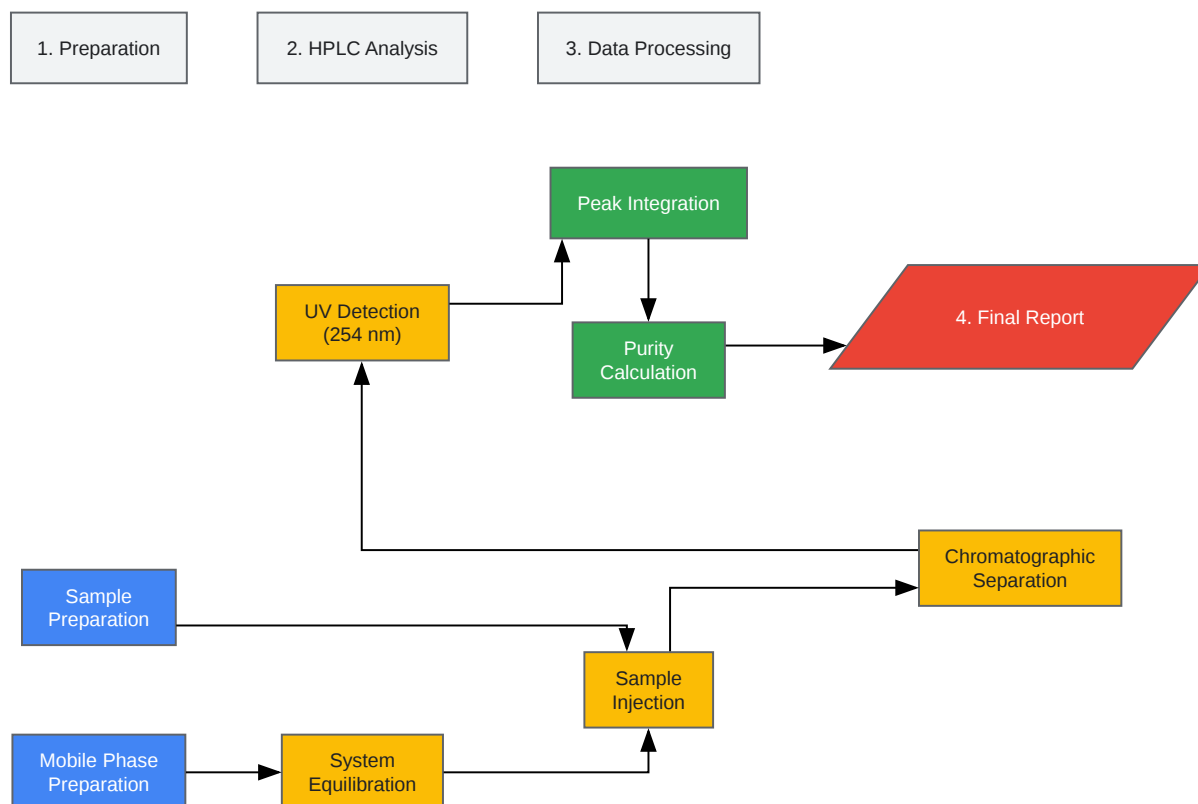 1. Preparation
2. HPLC Analysis
3. Data Processing
Peak Integration
UV Detection
(254 nm)
4. Final Report
Purity
Calculation
Chromatographic
Separation
Sample
Preparation
Sample
Injection
Mobile Phase
Preparation
System
Equilibration